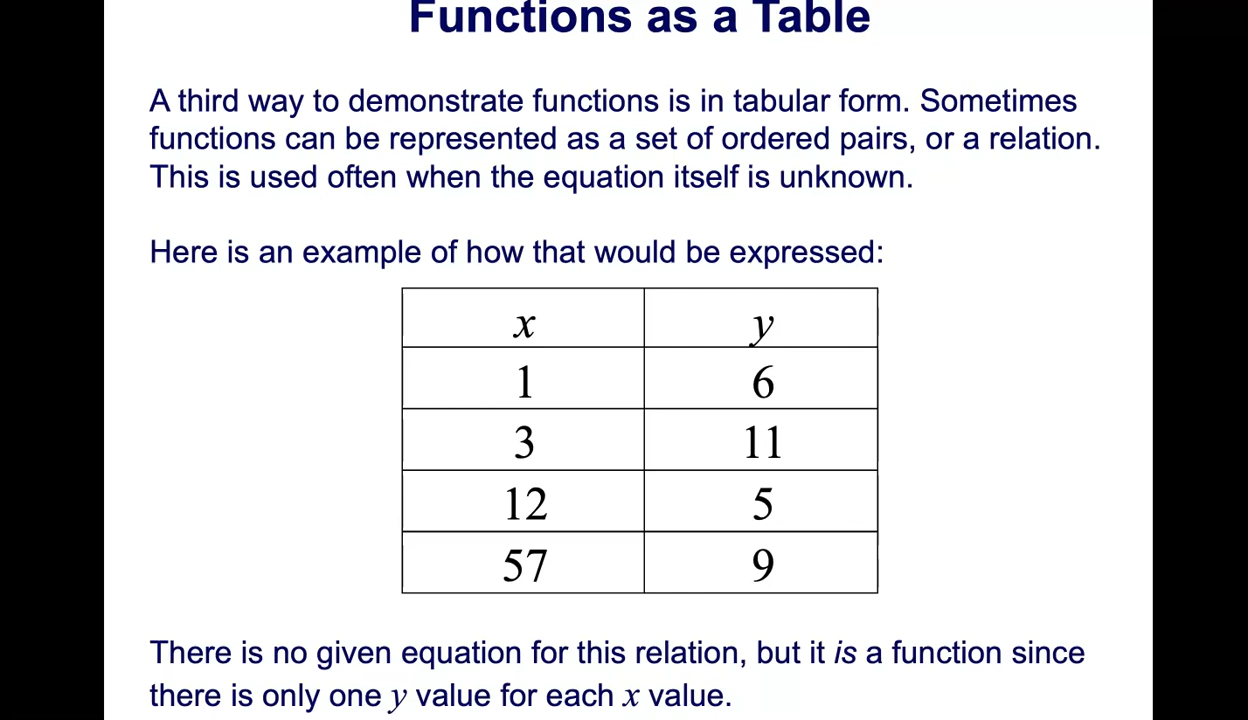 Functions as a Table
A third way to demonstrate functions is in tabular form. Sometimes
functions can be represented as a set of ordered pairs, or a relation.
This is used often when the equation itself is unknown.
Here is an example of how that would be expressed:
x y
1 6
3 11
12 5
57 9
There is no given equation for this relation, but it is a function since
there is only one y value for each x value.